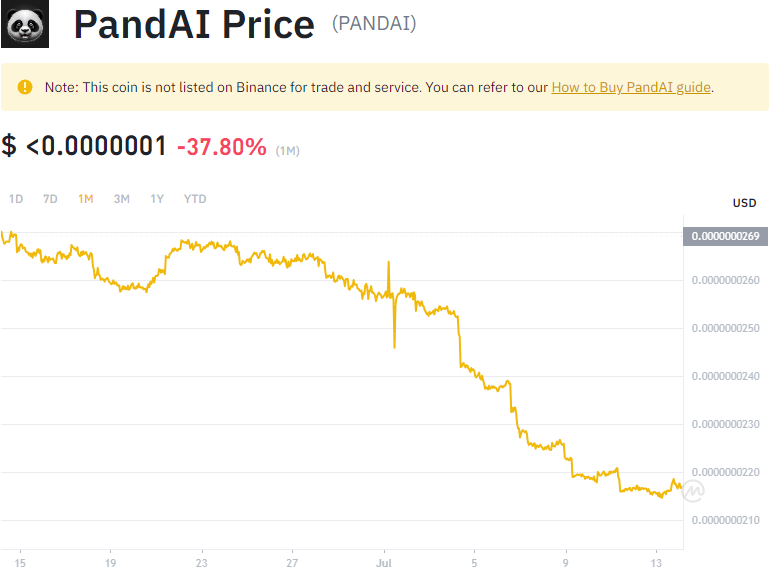 PandAI Price (PANDAI)
Note: This coin is not listed on Binance for trade and service. You can refer to our How to Buy PandAI guide.
$ <0.0000001 -37.80% (1M)
1D 7D 1M 3M 1Y YTD
USD
0.0000000269
0.0000000260
0.0000000250
0.0000000240
0.0000000230
0.0000000220
0.0000000210
15 19 23 27 Jul 5 9 13